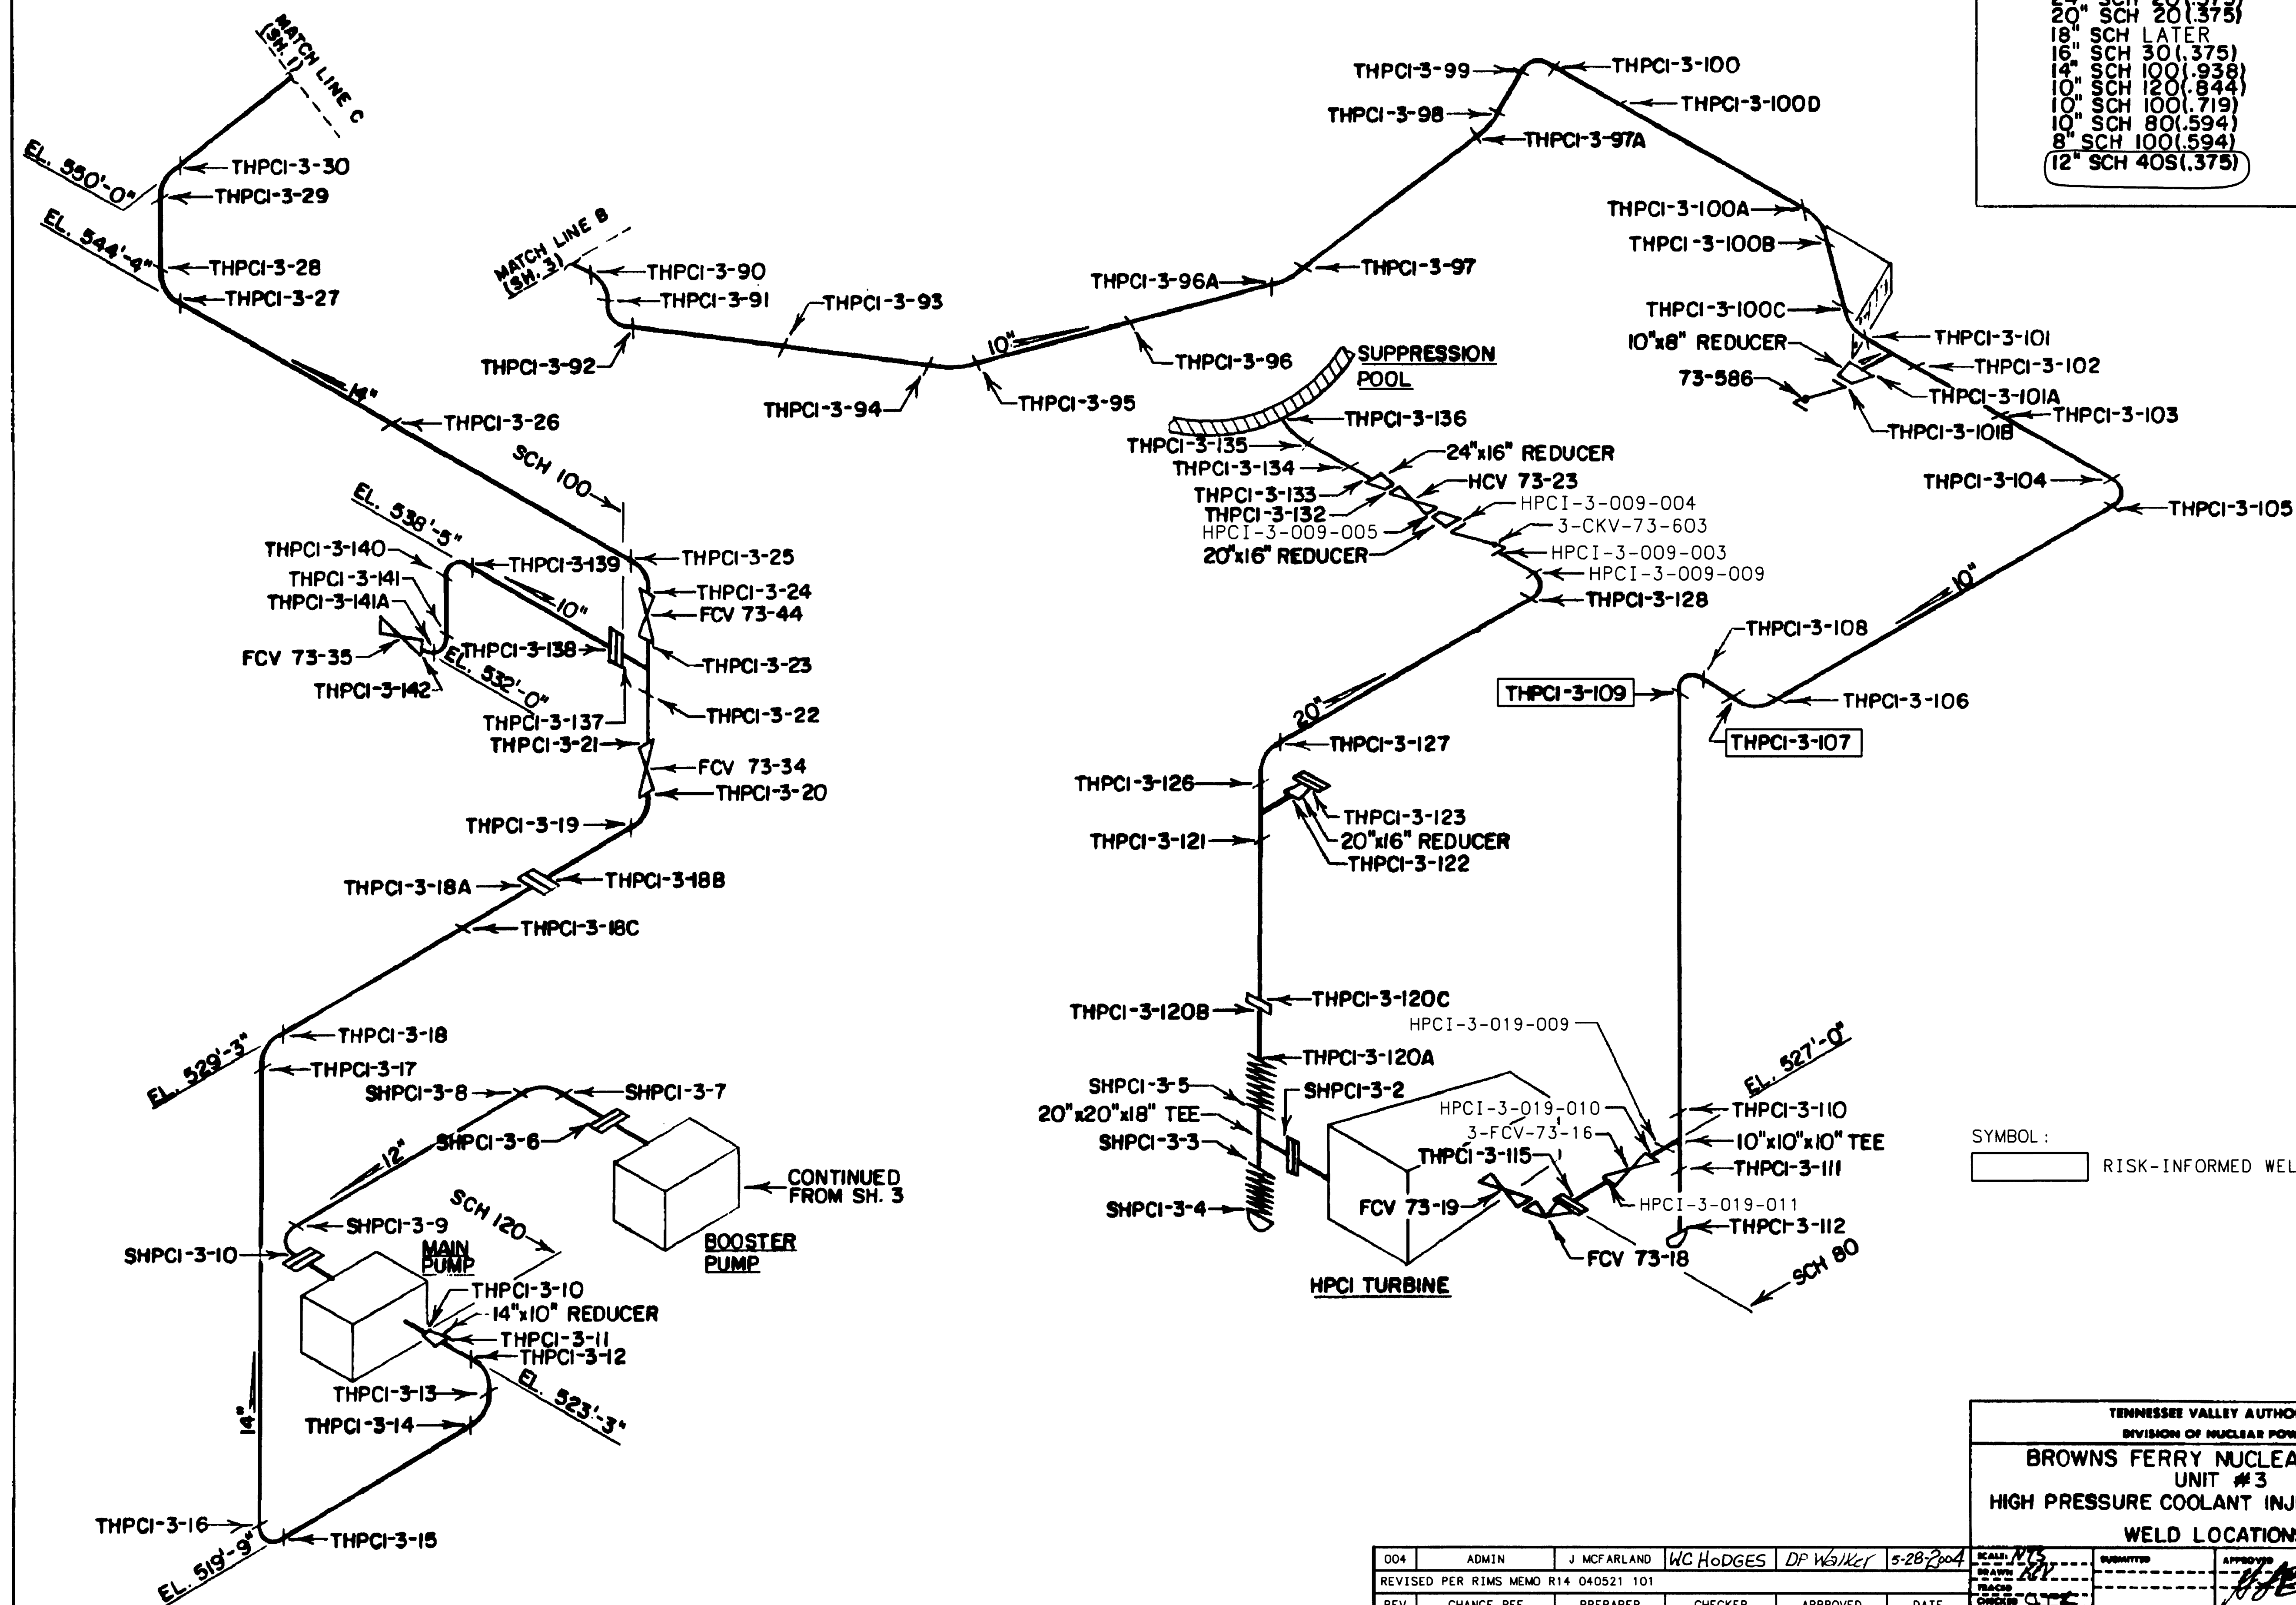 MATCH LINE C
(SH. 1)
THPCI-3-30
EL. 550'-0"
THPCI-3-29
EL. 544'-4"
THPCI-3-28
THPCI-3-27
14"
THPCI-3-26
SCH 100
EL. 538'-5"
THPCI-3-140
THPCI-3-139
THPCI-3-141
THPCI-3-141A
10"
FCV 73-35
THPCI-3-138
EL. 532'-0"
THPCI-3-142
THPCI-3-137
THPCI-3-25
THPCI-3-24
FCV 73-44
THPCI-3-23
THPCI-3-22
THPCI-3-21
FCV 73-34
THPCI-3-20
THPCI-3-19
THPCI-3-18A
THPCI-3-18B
THPCI-3-18C
THPCI-3-18
EL. 529'-3"
THPCI-3-17
SHPCI-3-8
SHPCI-3-7
SHPCI-3-6
12"
CONTINUED
FROM SH. 3
BOOSTER
PUMP
SHPCI-3-9
SHPCI-3-10
SCH 120
MAIN
PUMP
THPCI-3-10
14"x10" REDUCER
THPCI-3-11
THPCI-3-12
THPCI-3-13
EL. 523'-3"
THPCI-3-14
14"
THPCI-3-16
THPCI-3-15
EL. 519'-9"
MATCH LINE B
(SH. 3)
THPCI-3-90
THPCI-3-91
THPCI-3-93
THPCI-3-92
THPCI-3-94
10"
THPCI-3-95
THPCI-3-96
THPCI-3-96A
THPCI-3-97
THPCI-3-99
THPCI-3-100
THPCI-3-98
THPCI-3-100D
THPCI-3-97A
THPCI-3-100A
THPCI-3-100B
THPCI-3-100C
THPCI-3-101
10"x8" REDUCER
THPCI-3-102
73-586
THPCI-3-101A
THPCI-3-103
THPCI-3-101B
THPCI-3-104
THPCI-3-105
10"
THPCI-3-108
THPCI-3-109
THPCI-3-106
THPCI-3-107
SUPPRESSION
POOL
THPCI-3-136
THPCI-3-135
THPCI-3-134
24"x16" REDUCER
THPCI-3-133
HCV 73-23
THPCI-3-132
HPCI-3-009-004
HPCI-3-009-005
3-CKV-73-603
20"x16" REDUCER
HPCI-3-009-003
HPCI-3-009-009
THPCI-3-128
20"
THPCI-3-127
THPCI-3-126
THPCI-3-123
THPCI-3-121
20"x16" REDUCER
THPCI-3-122
THPCI-3-120C
THPCI-3-120B
HPCI-3-019-009
THPCI-3-120A
SHPCI-3-5
SHPCI-3-2
20"x20"x18" TEE
SHPCI-3-3
SHPCI-3-4
HPCI-3-019-010
3-FCV-73-16
THPCI-3-115
FCV 73-19
HPCI-3-019-011
FCV 73-18
HPCI TURBINE
EL. 527'-0"
THPCI-3-110
10"x10"x10" TEE
THPCI-3-111
THPCI-3-112
SCH 80
20" SCH 20(.375)
18" SCH LATER
16" SCH 30(.375)
14" SCH 100(.938)
10" SCH 120(.844)
10" SCH 100(.719)
10" SCH 80(.594)
8" SCH 100(.594)
12" SCH 40S(.375)
SYMBOL:
RISK-INFORMED WEL
TENNESSEE VALLEY AUTHO
DIVISION OF NUCLEAR POW
BROWNS FERRY NUCLEA
UNIT #3
HIGH PRESSURE COOLANT INJ
WELD LOCATIONS
004 ADMIN J MCFARLAND WC HODGES DP Walker 5-28-2004
REVISED PER RIMS MEMO R14 040521 101
REV CHANGE REF PREPARER CHECKER APPROVED DATE
SCALE: NTS SUBMITTED APPROVED
DRAWN
TRACED
CHECKED